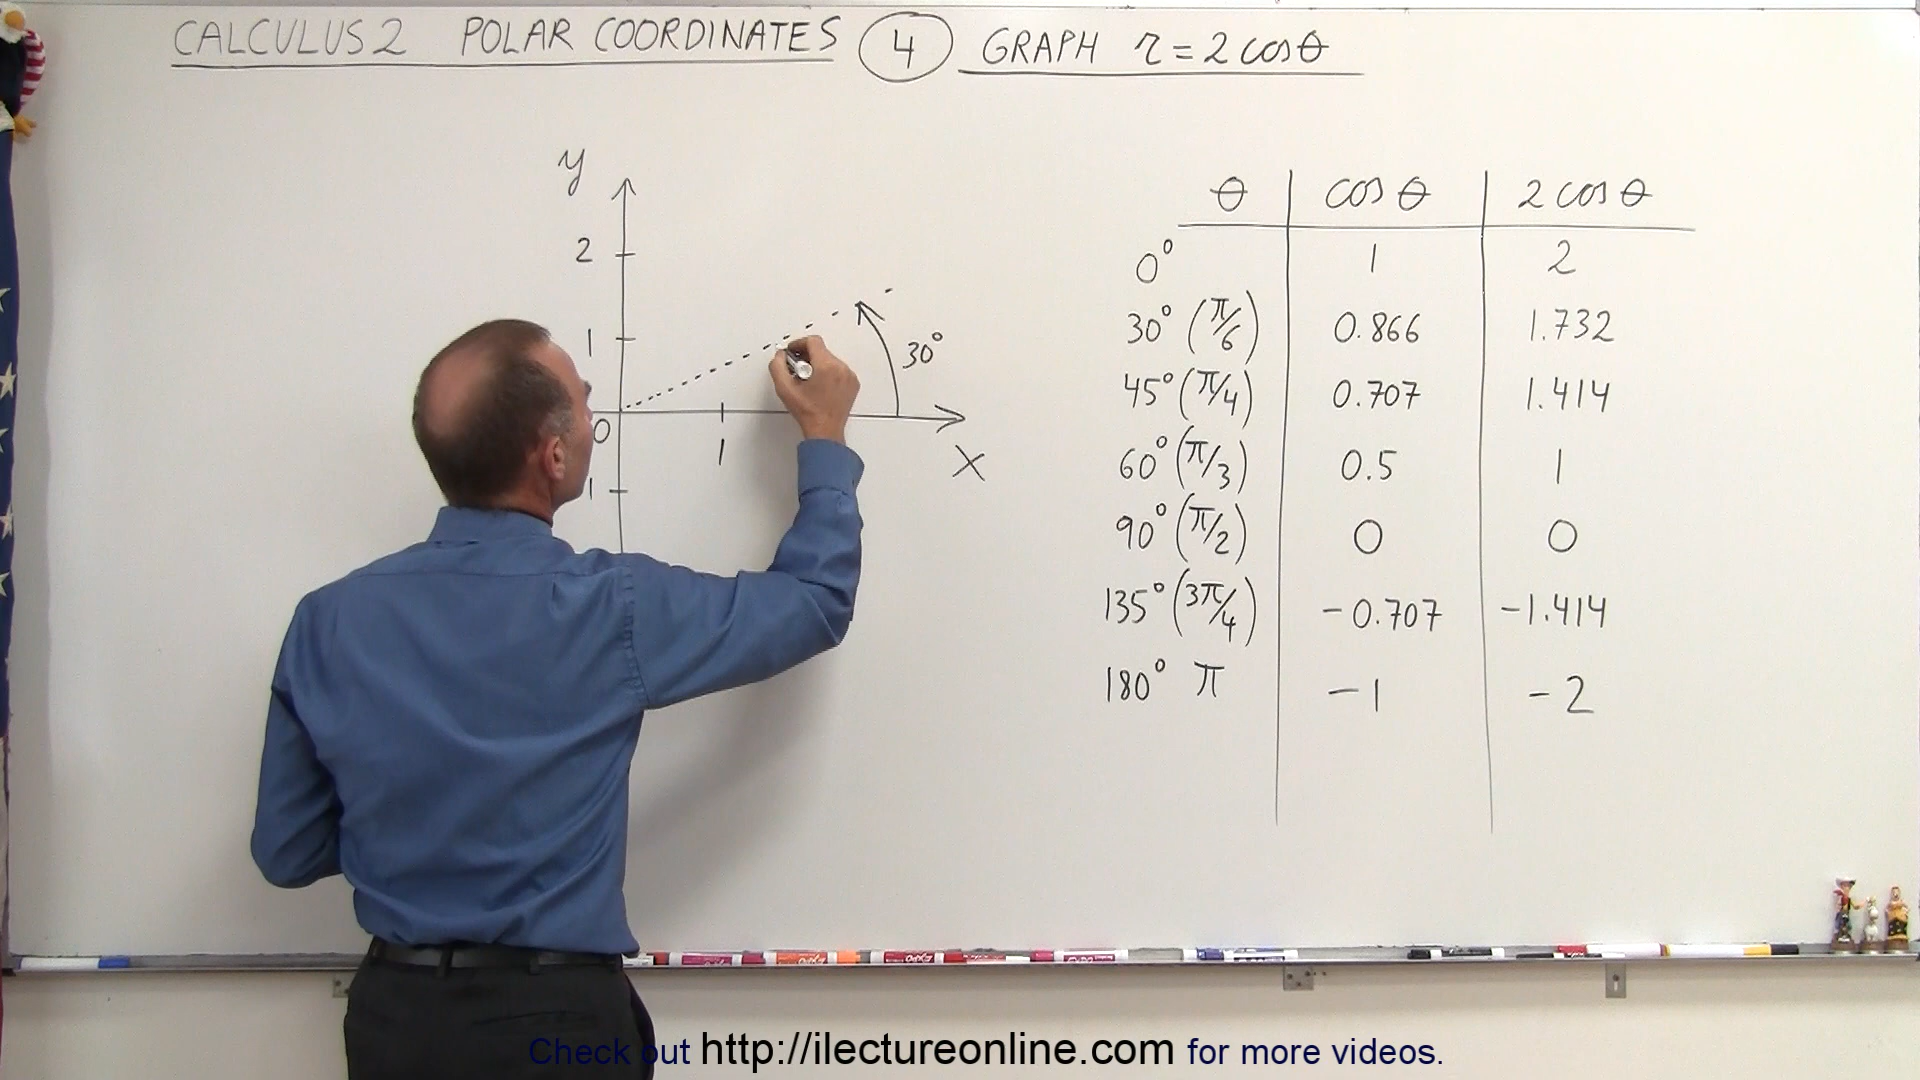 CALCULUS 2 POLAR COORDINATES 4 GRAPH r = 2 cos θ
y
2
1
30°
0
1
X
1
θ cos θ 2 cos θ
0° 1 2
30° (π/6) 0.866 1.732
45° (π/4) 0.707 1.414
60° (π/3) 0.5 1
90° (π/2) 0 0
135° (3π/4) -0.707 -1.414
180° π -1 -2
Check out http://ilectureonline.com for more videos.